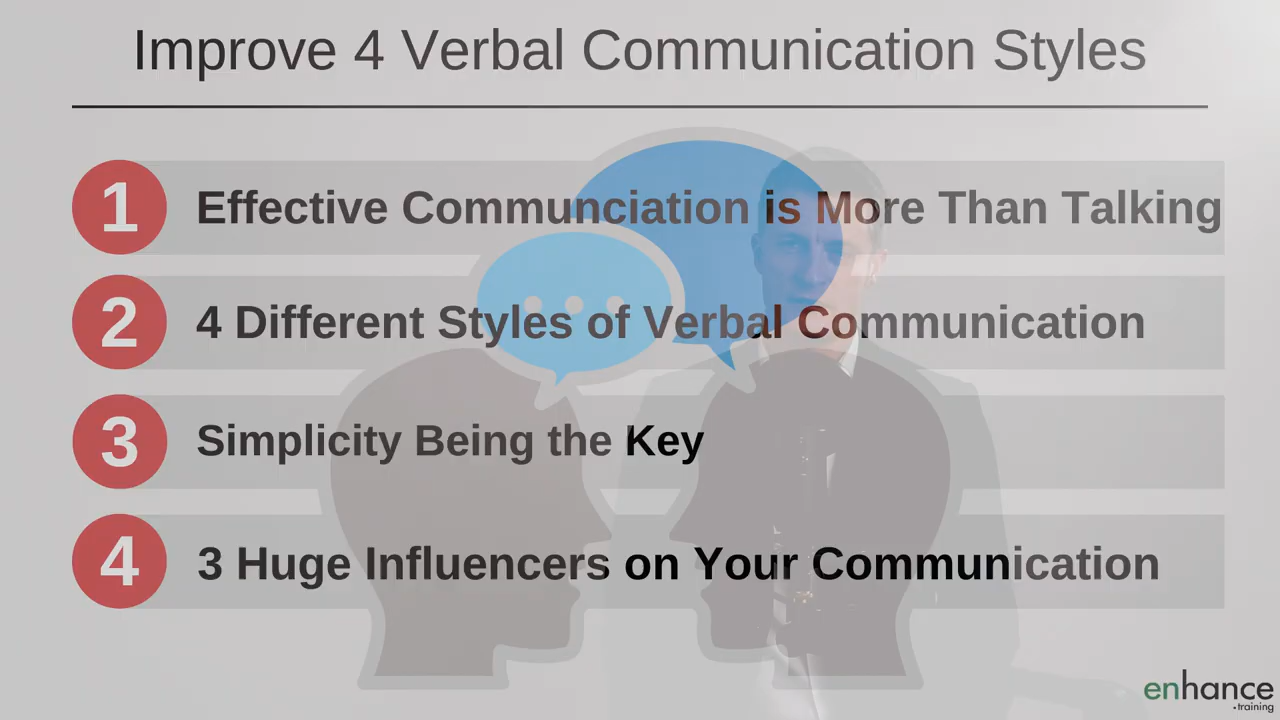 Improve 4 Verbal Communication Styles
1 Effective Communciation is More Than Talking
2 4 Different Styles of Verbal Communication
3 Simplicity Being the Key
4 3 Huge Influencers on Your Communication
enhance
•training